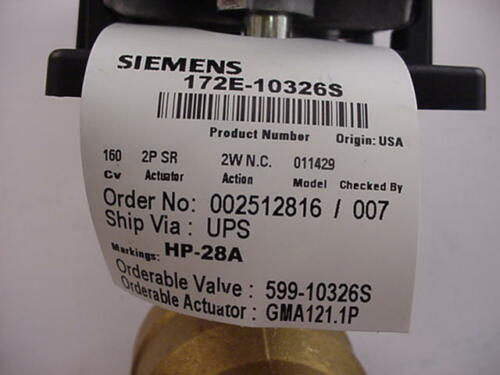 SIEMENS
172E-10326S
Product Number Origin: USA
160 2P SR 2W N.C. 011429
Cv Actuator Action Model Checked By
Order No: 002512816 / 007
Ship Via : UPS
Markings: HP-28A
Orderable Valve : 599-10326S
Orderable Actuator : GMA121.1P